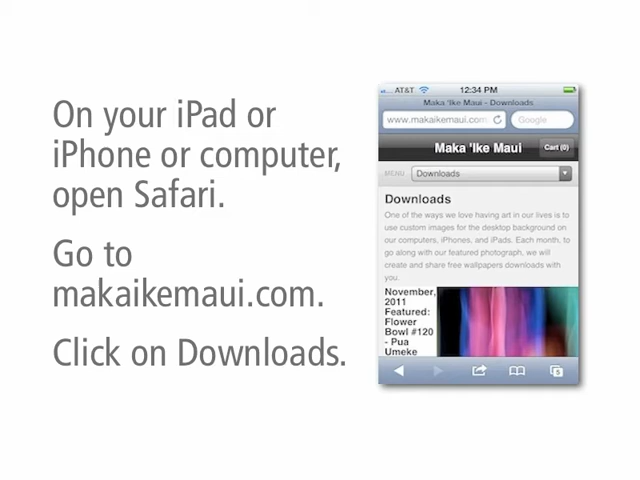 On your iPad or
iPhone or computer,
open Safari.
Go to
makaikemaui.com.
Click on Downloads.
AT&T 12:34 PM
Maka 'Ike Maui - Downloads
www.makaikemaui.com Google
Maka 'Ike Maui Cart (0)
MENU Downloads
Downloads
One of the ways we love having art in our lives is to
use custom images for the desktop background on
our computers, iPhones, and iPads. Each month, to
go along with our featured photograph, we will
create and share free wallpapers downloads with
you.
November,
2011
Featured:
Flower
Bowl #120
- Pua
Umeke
5